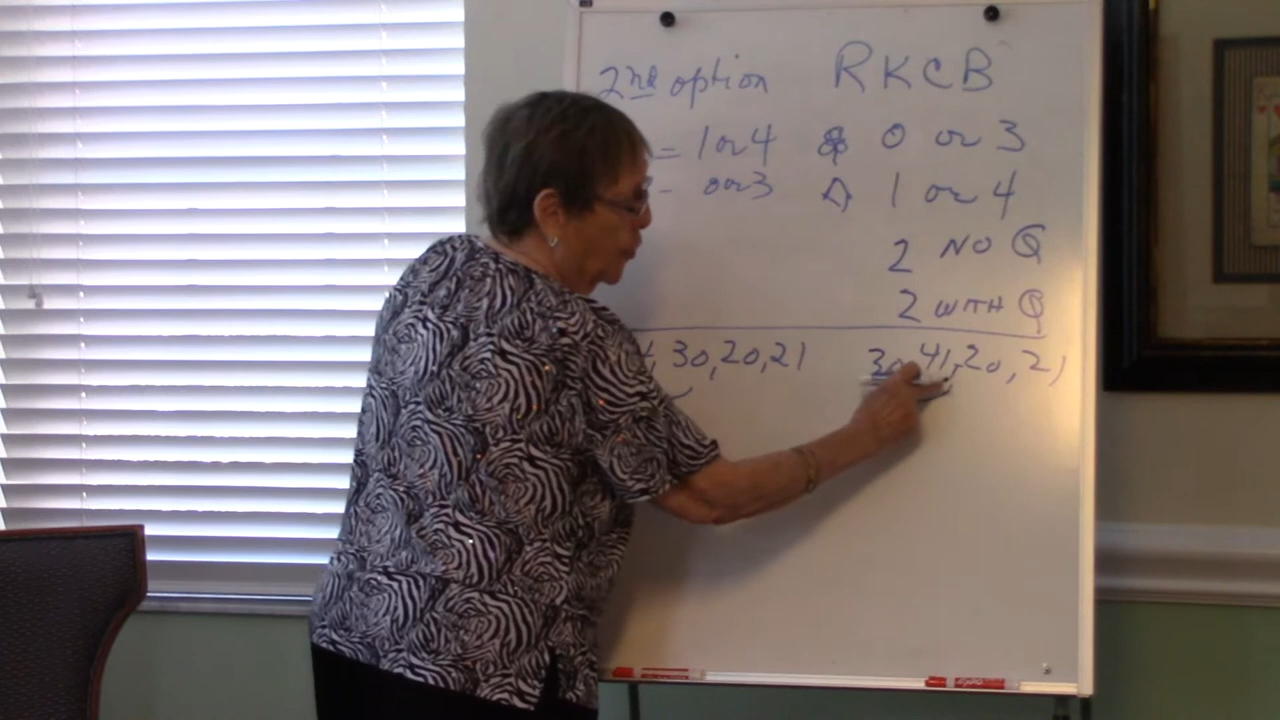 2nd option RKCB
= 1 or 4 ♣ 0 or 3
- 0 or 3 ♦ 1 or 4
2 NO Q
2 WITH Q
30,20,21 30,41,20,21